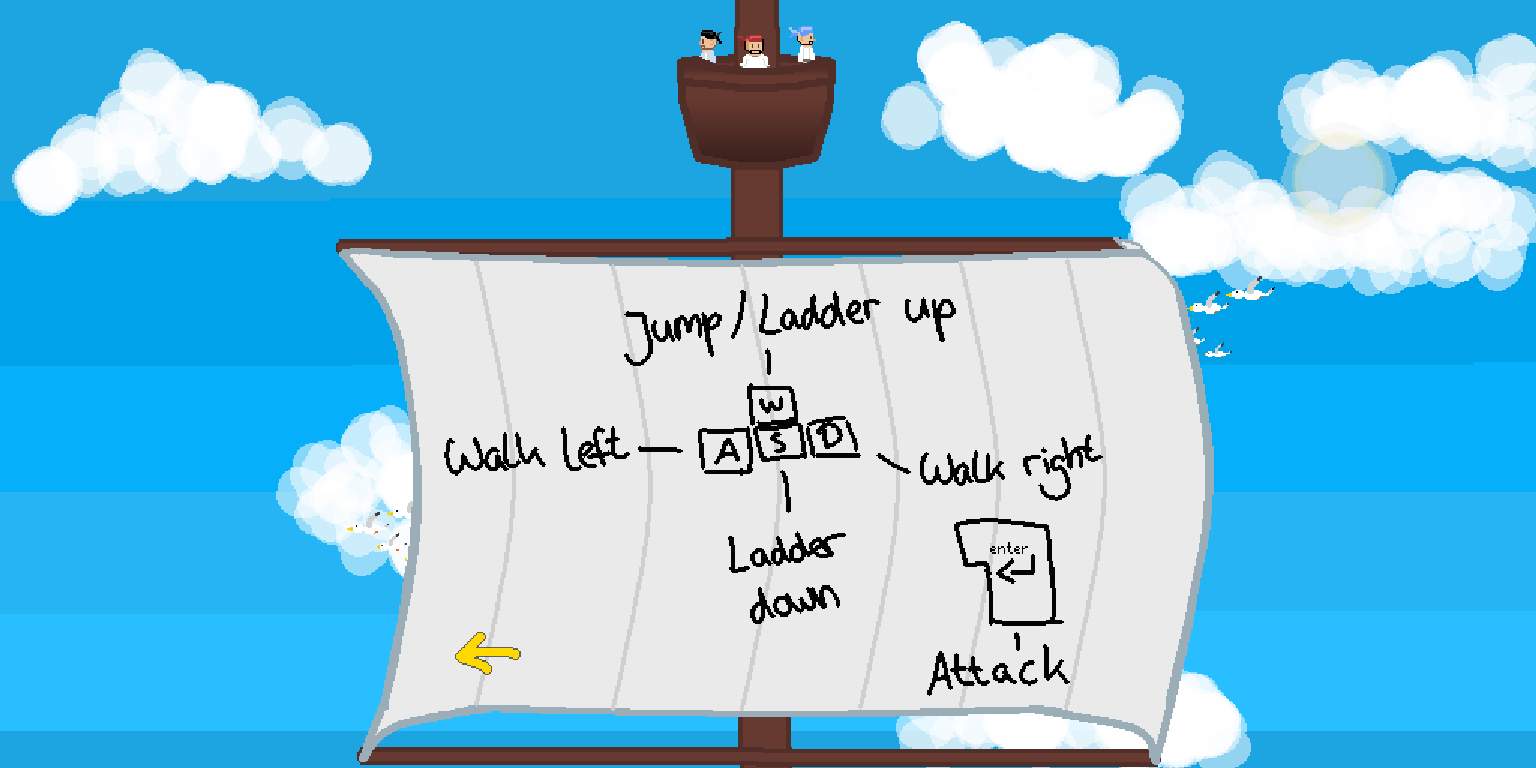 Jump/Ladder up
W
A S D
Walk left
Walk right
Ladder
down
enter
Attack